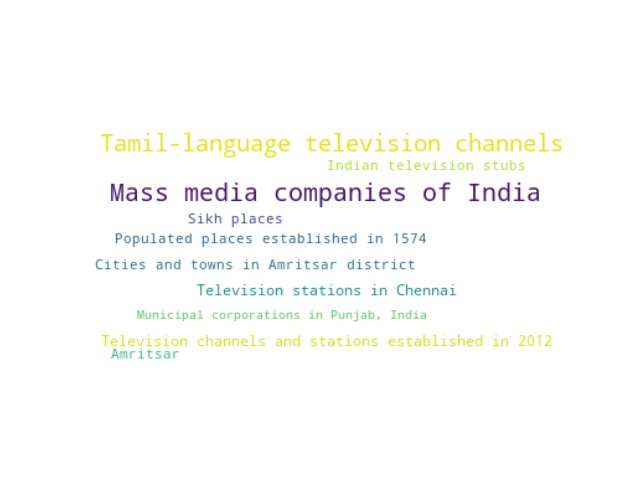 Tamil-language television channels
Indian television stubs
Mass media companies of India
Sikh places
Populated places established in 1574
Cities and towns in Amritsar district
Television stations in Chennai
Municipal corporations in Punjab, India
Television channels and stations established in 2012
Amritsar